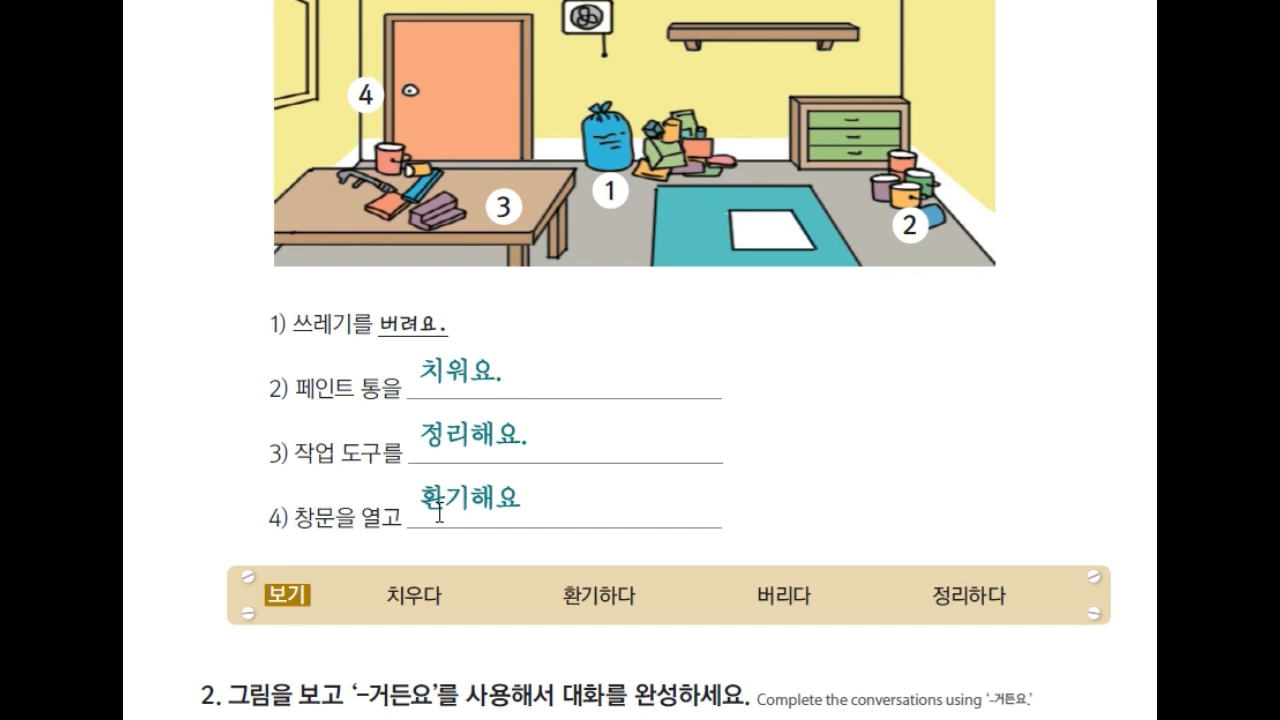 4
3
1
2
1) 쓰레기를 버려요.
2) 페인트 통을 치워요.
3) 작업 도구를 정리해요.
4) 창문을 열고 환기해요
보기 치우다 환기하다 버리다 정리하다
2. 그림을 보고 ‘–거든요’를 사용해서 대화를 완성하세요. Complete the conversations using ‘–거든요.’